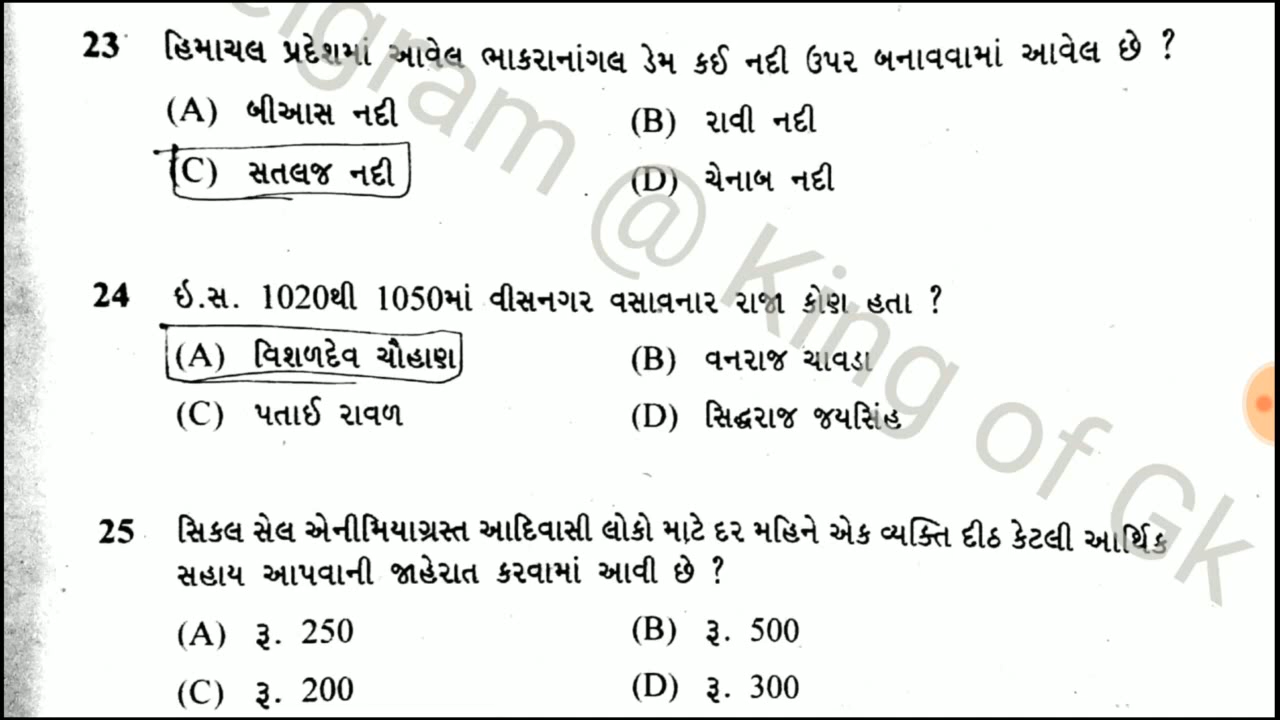 23 હિમાચલ પ્રદેશમાં આવેલ ભાકરાનાંગલ ડેમ કઈ નદી ઉપર બનાવવામાં આવેલ છે ?
(A) બીઆસ નદી (B) રાવી નદી
(C) સતલજ નદી (D) ચેનાબ નદી
24 ઇ.સ. 1020થી 1050માં વીસનગર વસાવનાર રાજા કોણ હતા ?
(A) વિશળદેવ ચૌહાણ (B) વનરાજ ચાવડા
(C) પતાઈ રાવળ (D) સિદ્ધરાજ જયસિંહ
25 સિકલ સેલ એનીમિયાગ્રસ્ત આદિવાસી લોકો માટે દર મહિને એક વ્યક્તિ દીઠ કેટલી આર્થિક
સહાય આપવાની જાહેરાત કરવામાં આવી છે ?
(A) રૂ. 250 (B) રૂ. 500
(C) રૂ. 200 (D) રૂ. 300
egram @ King of Gk